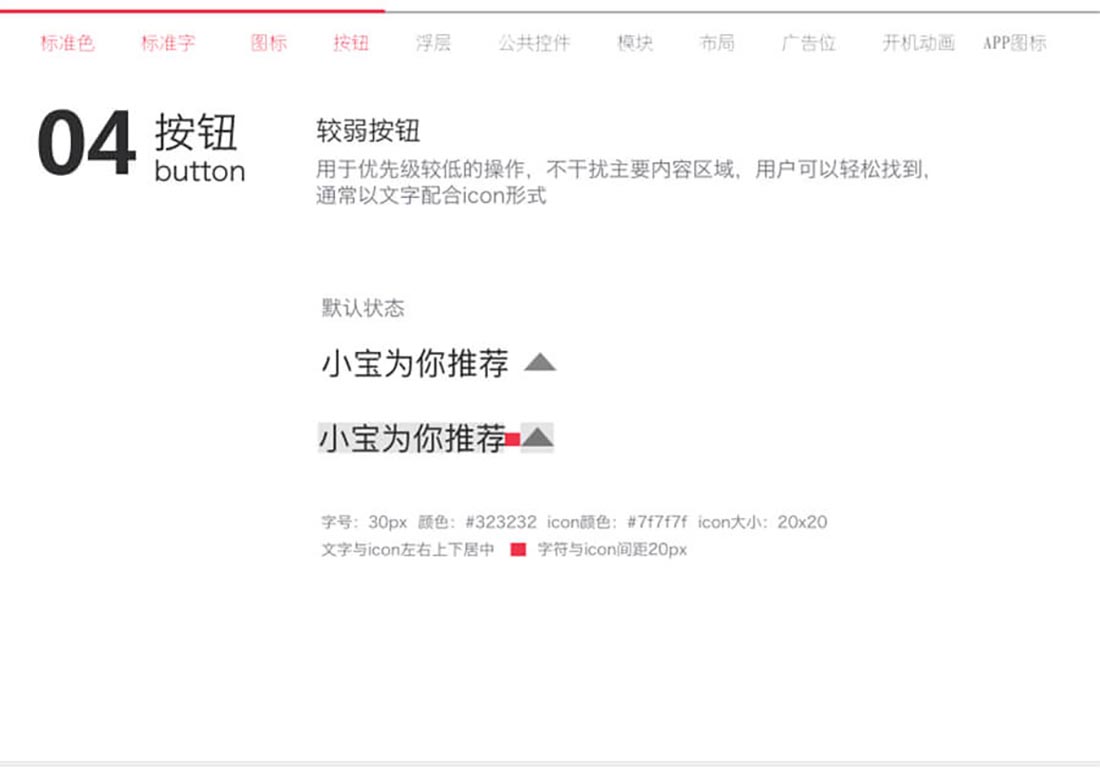 标准色 标准字 图标 按钮 浮层 公共控件 模块 布局 广告位 开机动画 APP图标
04 按钮
button
较弱按钮
用于优先级较低的操作，不干扰主要内容区域，用户可以轻松找到，
通常以文字配合icon形式
默认状态
小宝为你推荐
小宝为你推荐
字号：30px 颜色：#323232 icon颜色：#7f7f7f icon大小：20x20
文字与icon左右上下居中 字符与icon间距20px